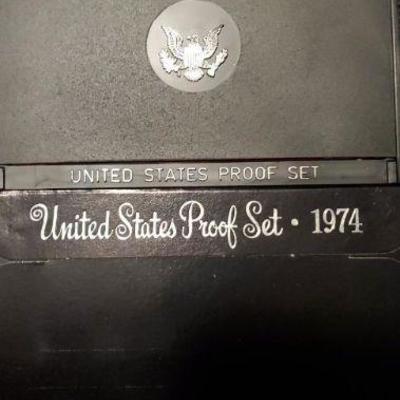 UNITED STATES PROOF SET
United States Proof Set • 1974